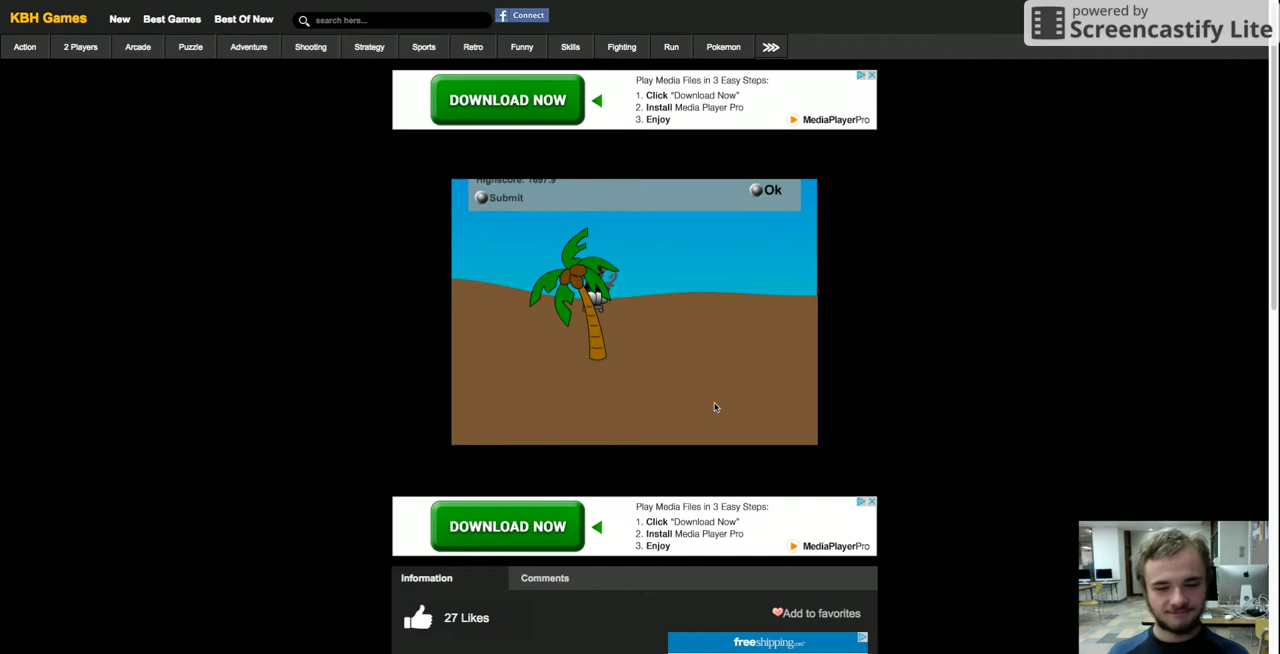 KBH Games New Best Games Best Of New search here... f Connect
powered by
Screencastify Lite
Action 2 Players Arcade Puzzle Adventure Shooting Strategy Sports Retro Funny Skills Fighting Run Pokemon
DOWNLOAD NOW
Play Media Files in 3 Easy Steps:
1. Click "Download Now"
2. Install Media Player Pro
3. Enjoy
MediaPlayerPro
Highscore: 1697.9
Ok
Submit
DOWNLOAD NOW
Play Media Files in 3 Easy Steps:
1. Click "Download Now"
2. Install Media Player Pro
3. Enjoy
MediaPlayerPro
Information Comments
27 Likes
Add to favorites
freeshipping.com